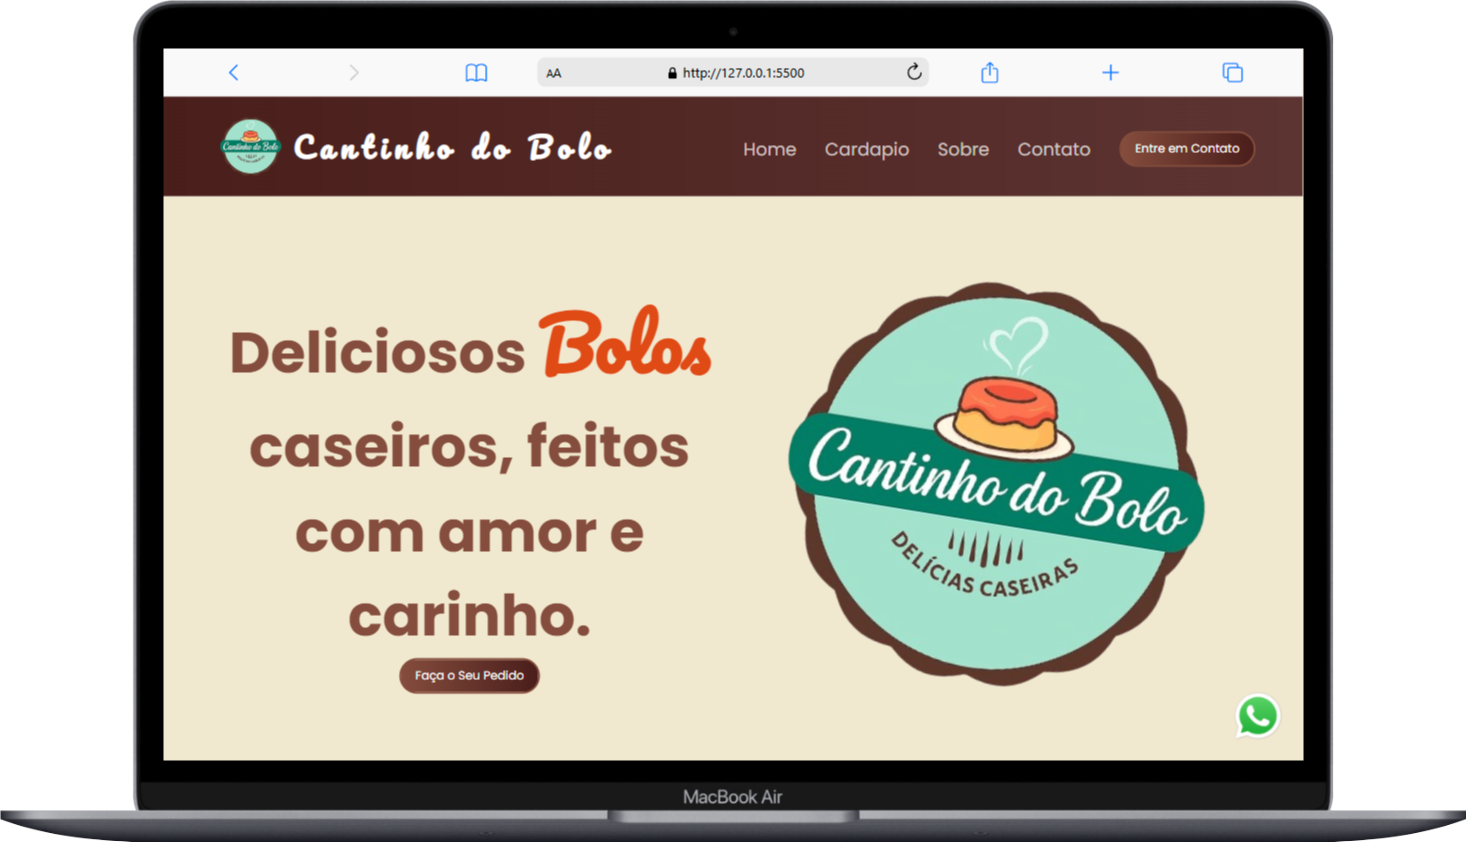 AA
http://127.0.0.1:5500
Cantinho do Bolo
Cantinho do Bolo
Home
Cardapio
Sobre
Contato
Entre em Contato
Deliciosos Bolos
caseiros, feitos
com amor e
carinho.
Faça o Seu Pedido
Cantinho do Bolo
DELÍCIAS CASEIRAS
MacBook Air